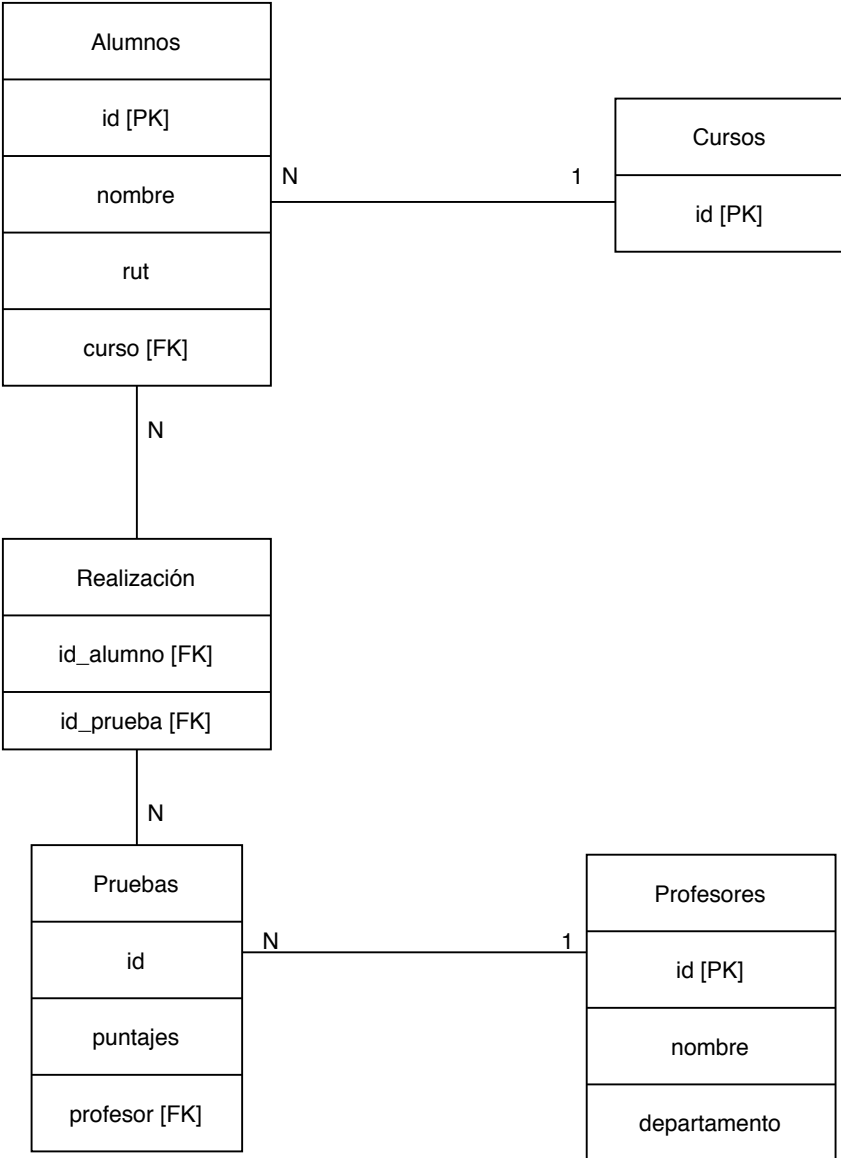 Alumnos
id [PK]
nombre
rut
curso [FK]
N
1
Cursos
id [PK]
N
Realización
id_alumno [FK]
id_prueba [FK]
N
Pruebas
id
puntajes
profesor [FK]
N
1
Profesores
id [PK]
nombre
departamento